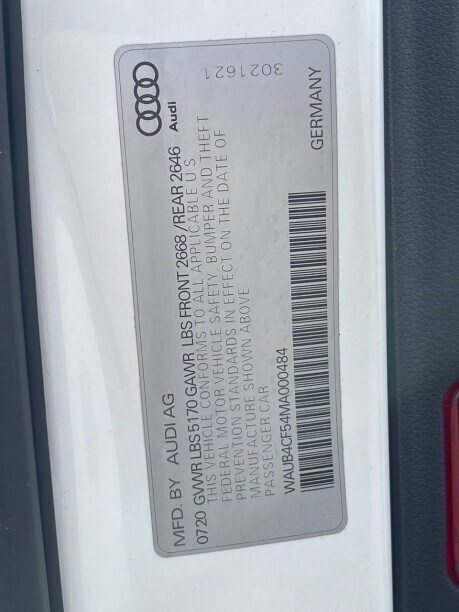 MFD. BY AUDI AG
Audi
0720 GVWR LBS 5170 GAWR LBS FRONT 2668 / REAR 2646
THIS VEHICLE CONFORMS TO ALL APPLICABLE U S
FEDERAL MOTOR VEHICLE SAFETY, BUMPER AND THEFT
PREVENTION STANDARDS IN EFFECT ON THE DATE OF
MANUFACTURE SHOWN ABOVE
PASSENGER CAR
3021621
WAUB4CF54MA000484
GERMANY